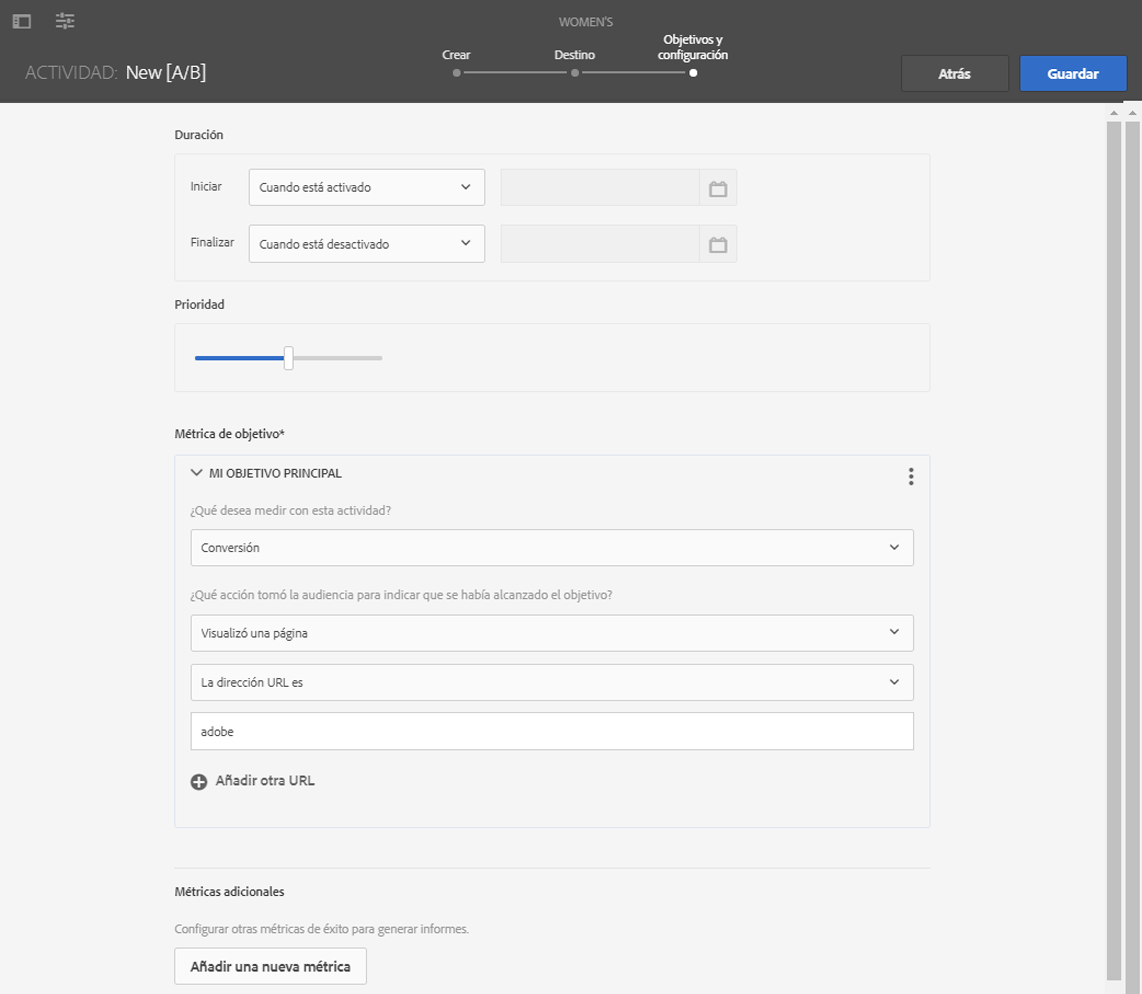 WOMEN'S
ACTIVIDAD: New [A/B]
Crear
Destino
Objetivos y
configuración
Atrás
Guardar
Duración
Iniciar
Cuando está activado
Finalizar
Cuando está desactivado
Prioridad
Métrica de objetivo*
MI OBJETIVO PRINCIPAL
¿Qué desea medir con esta actividad?
Conversión
¿Qué acción tomó la audiencia para indicar que se había alcanzado el objetivo?
Visualizó una página
La dirección URL es
adobe
Añadir otra URL
Métricas adicionales
Configurar otras métricas de éxito para generar informes.
Añadir una nueva métrica